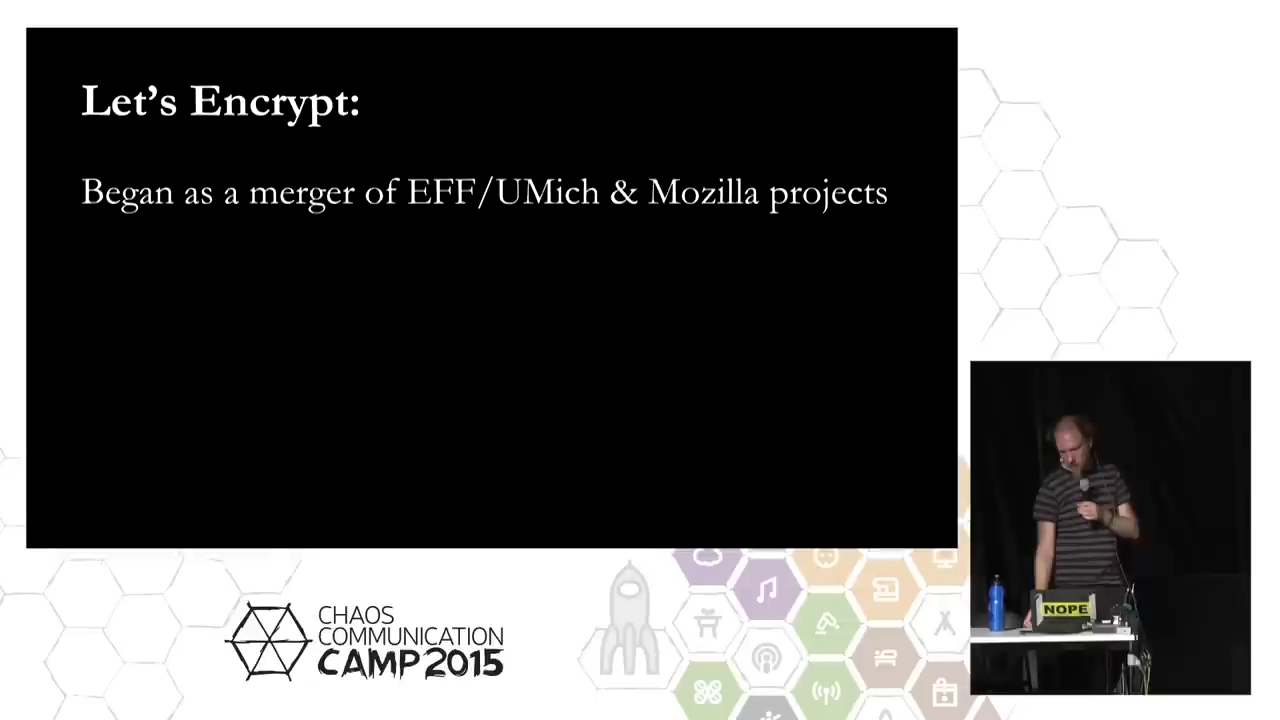 Let's Encrypt:
Began as a merger of EFF/UMich & Mozilla projects
CHAOS
COMMUNICATION
CAMP 2015
NOPE